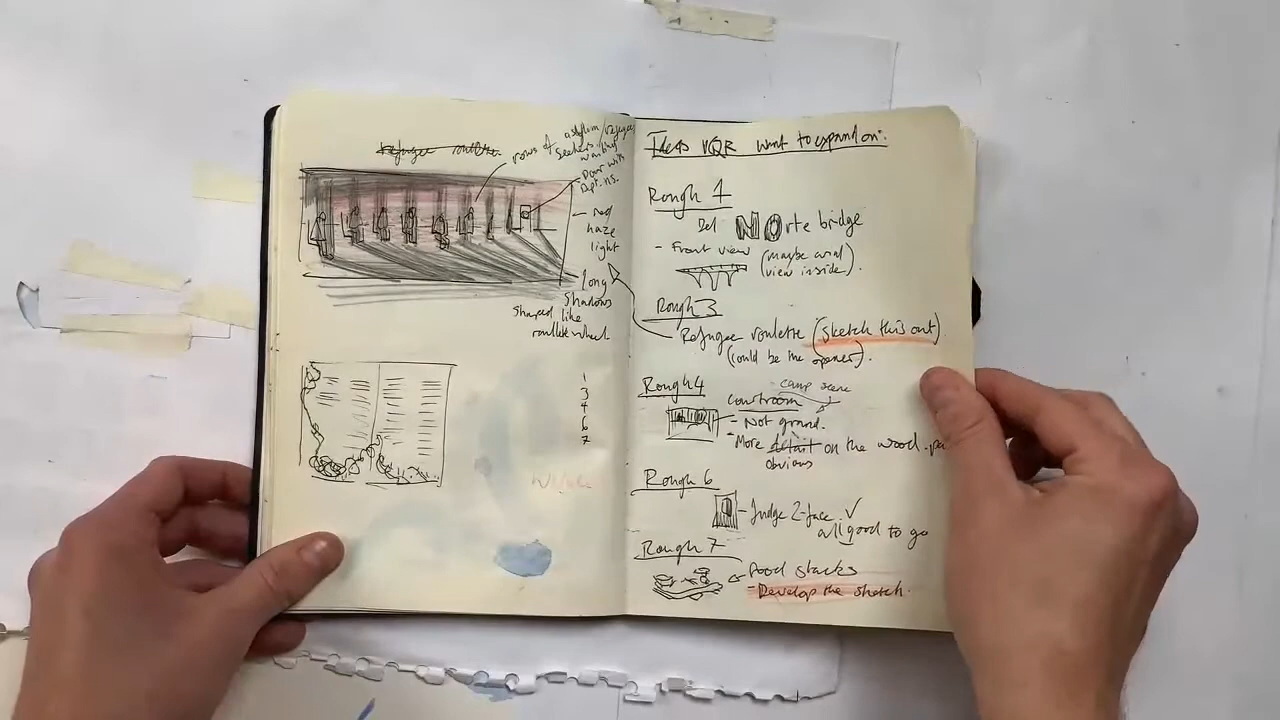 Refugee roulette.
rows of asylum/refugee
seekers waiting
Door with
red
haze
light
long
shadows
shaped like
roullete wheel
1
3
4
6
7
Ideas VQR want to expand on:
Rough 1
Del NOrte bridge
- Front view (maybe
view inside).
Rough 3
Refugee roulette (sketch this out)
(could be the opener).
Rough 4
camp scene
courtroom
- Not grand.
- More detail on the wood
obvious
Rough 6
- Judge 2-face. ✓
all good to go
Rough 7
Food stacks
- Develop the sketch.